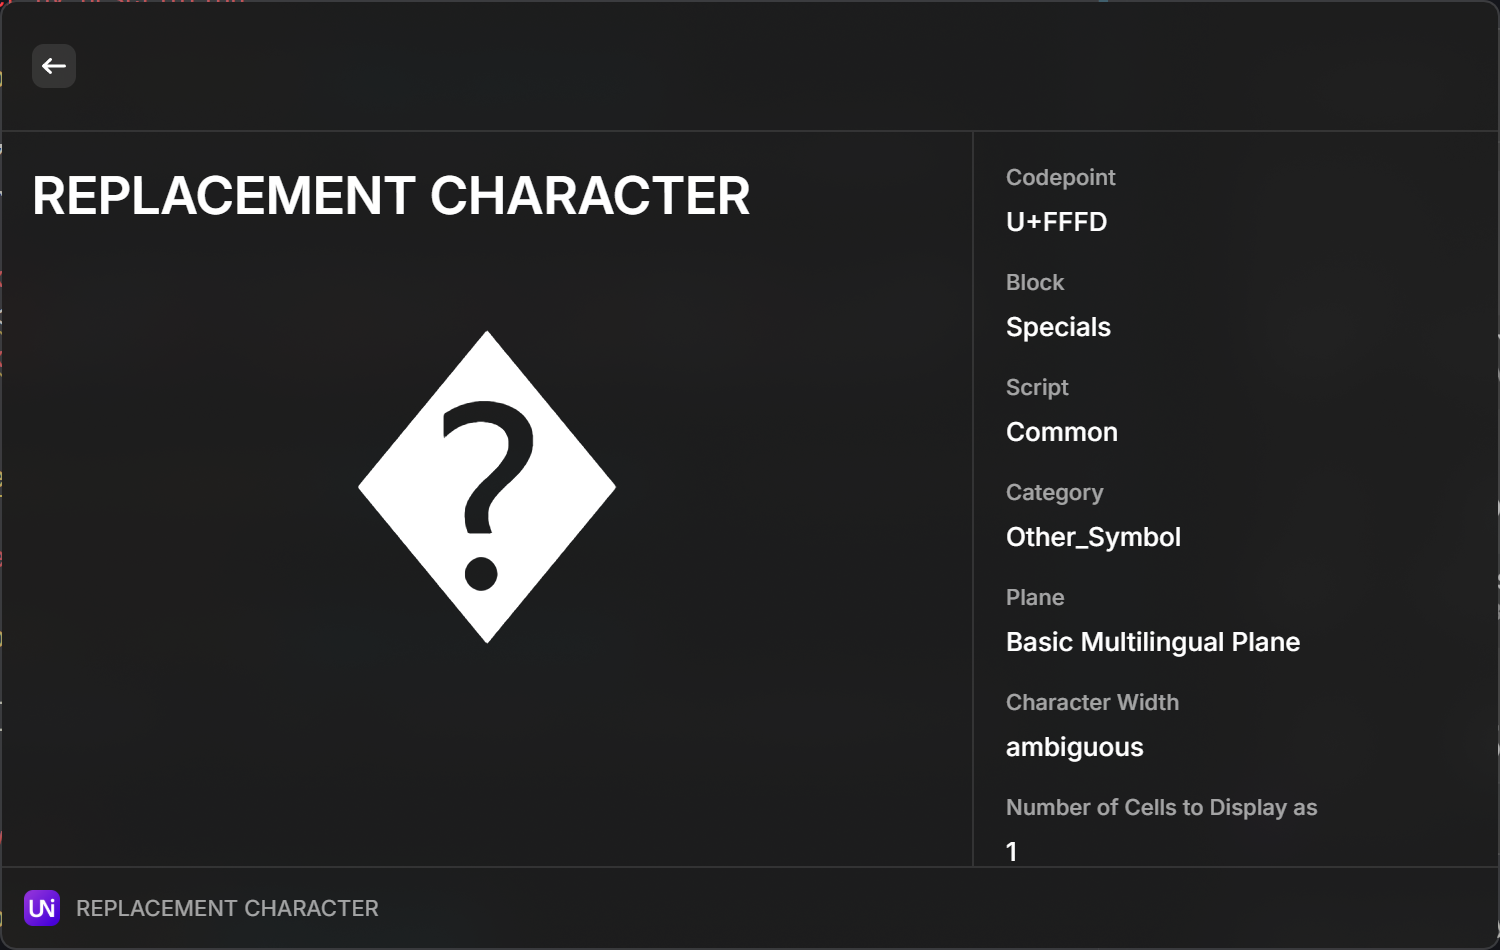 REPLACEMENT CHARACTER
�
Codepoint
U+FFFD
Block
Specials
Script
Common
Category
Other_Symbol
Plane
Basic Multilingual Plane
Character Width
ambiguous
Number of Cells to Display as
1
UNi REPLACEMENT CHARACTER